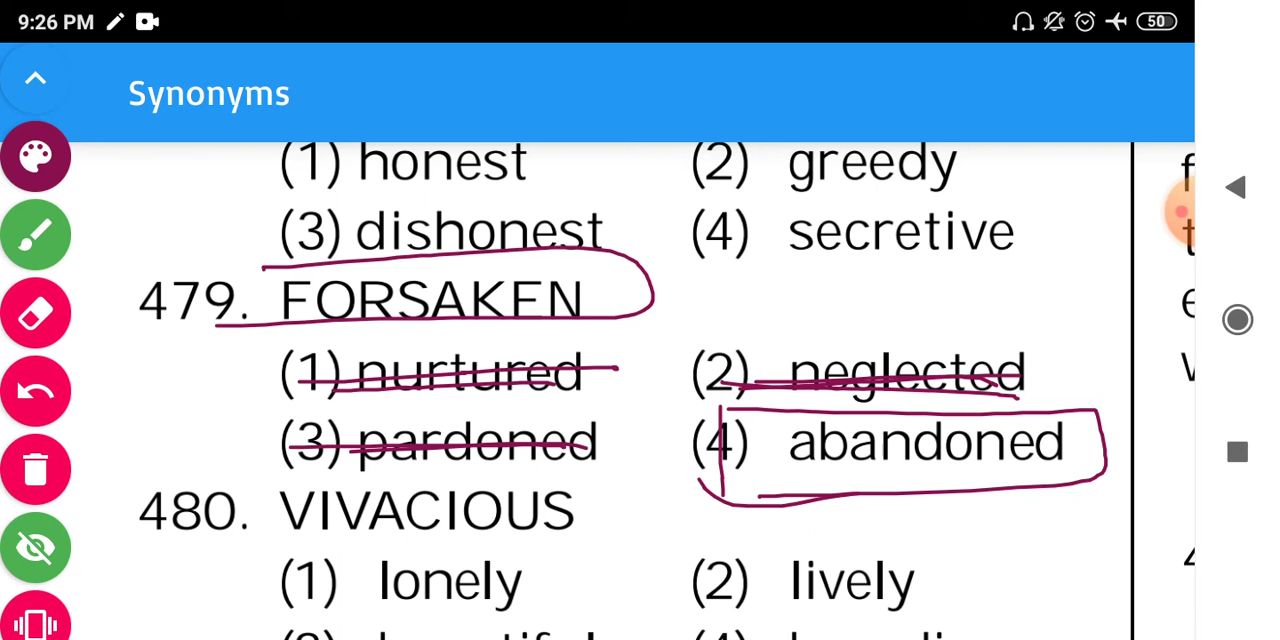 9:26 PM
50
Synonyms
(1) honest (2) greedy
(3) dishonest (4) secretive
479. FORSAKEN
(1) nurtured (2) neglected
(3) pardoned (4) abandoned
480. VIVACIOUS
(1) lonely (2) lively